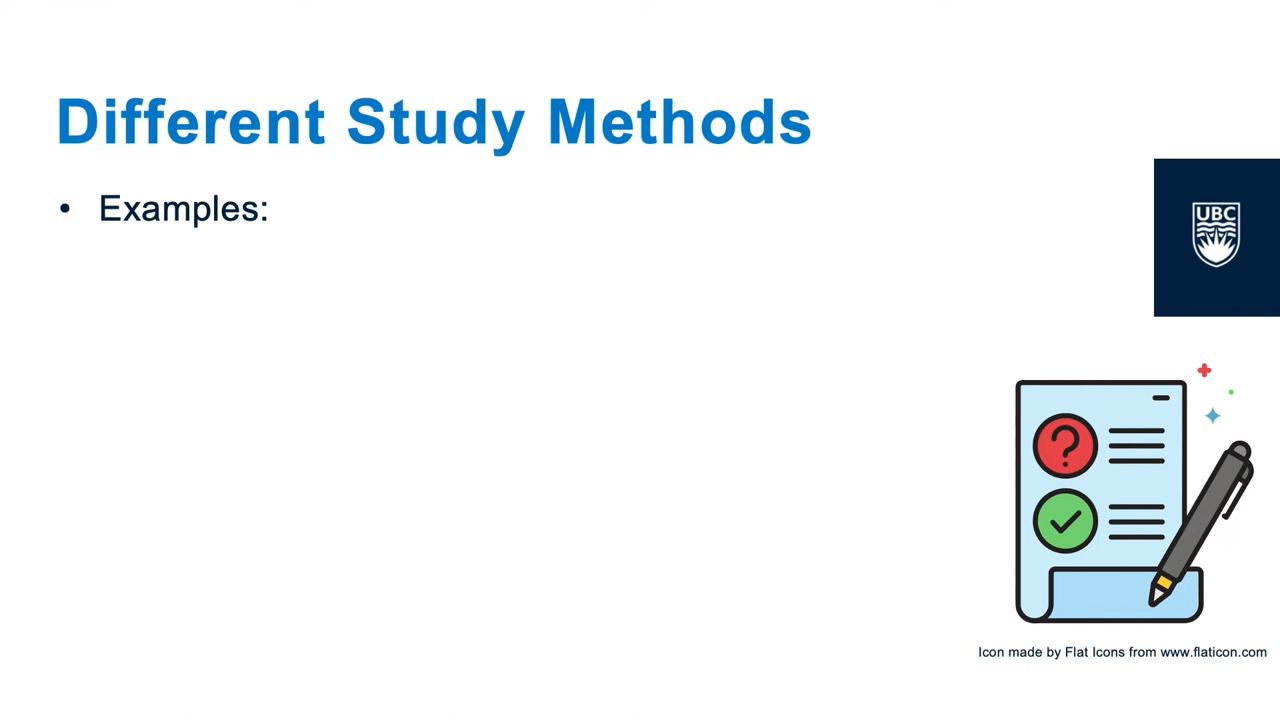 Different Study Methods
• Examples:
UBC
?
Icon made by Flat Icons from www.flaticon.com